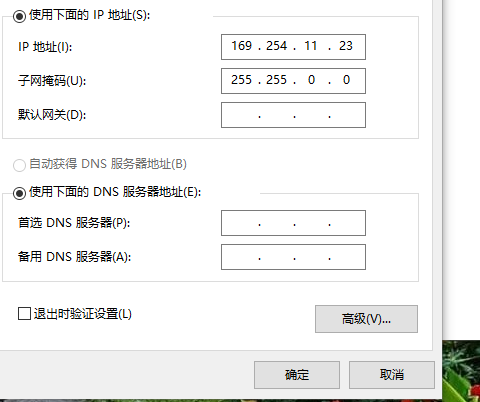 使用下面的 IP 地址(S):
IP 地址(I): 169 . 254 . 11 . 23
子网掩码(U): 255 . 255 . 0 . 0
默认网关(D): . . .
自动获得 DNS 服务器地址(B)
使用下面的 DNS 服务器地址(E):
首选 DNS 服务器(P): . . .
备用 DNS 服务器(A): . . .
退出时验证设置(L)
高级(V)...
确定 取消